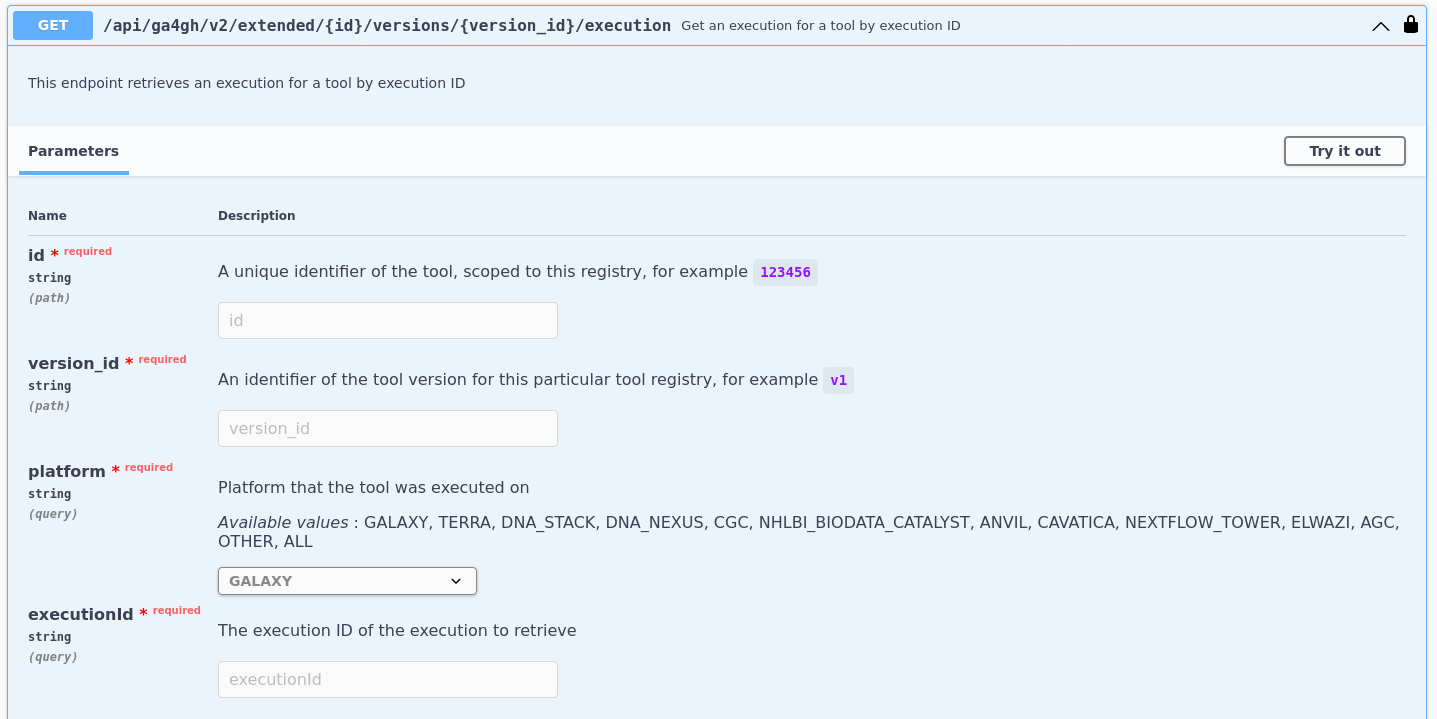 GET /api/ga4gh/v2/extended/{id}/versions/{version_id}/execution Get an execution for a tool by execution ID
This endpoint retrieves an execution for a tool by execution ID
Parameters Try it out
Name Description
id * required
string
(path)
A unique identifier of the tool, scoped to this registry, for example 123456
id
version_id * required
string
(path)
An identifier of the tool version for this particular tool registry, for example v1
version_id
platform * required
string
(query)
Platform that the tool was executed on
Available values : GALAXY, TERRA, DNA_STACK, DNA_NEXUS, CGC, NHLBI_BIODATA_CATALYST, ANVIL, CAVATICA, NEXTFLOW_TOWER, ELWAZI, AGC,
OTHER, ALL
GALAXY
executionId * required
string
(query)
The execution ID of the execution to retrieve
executionId